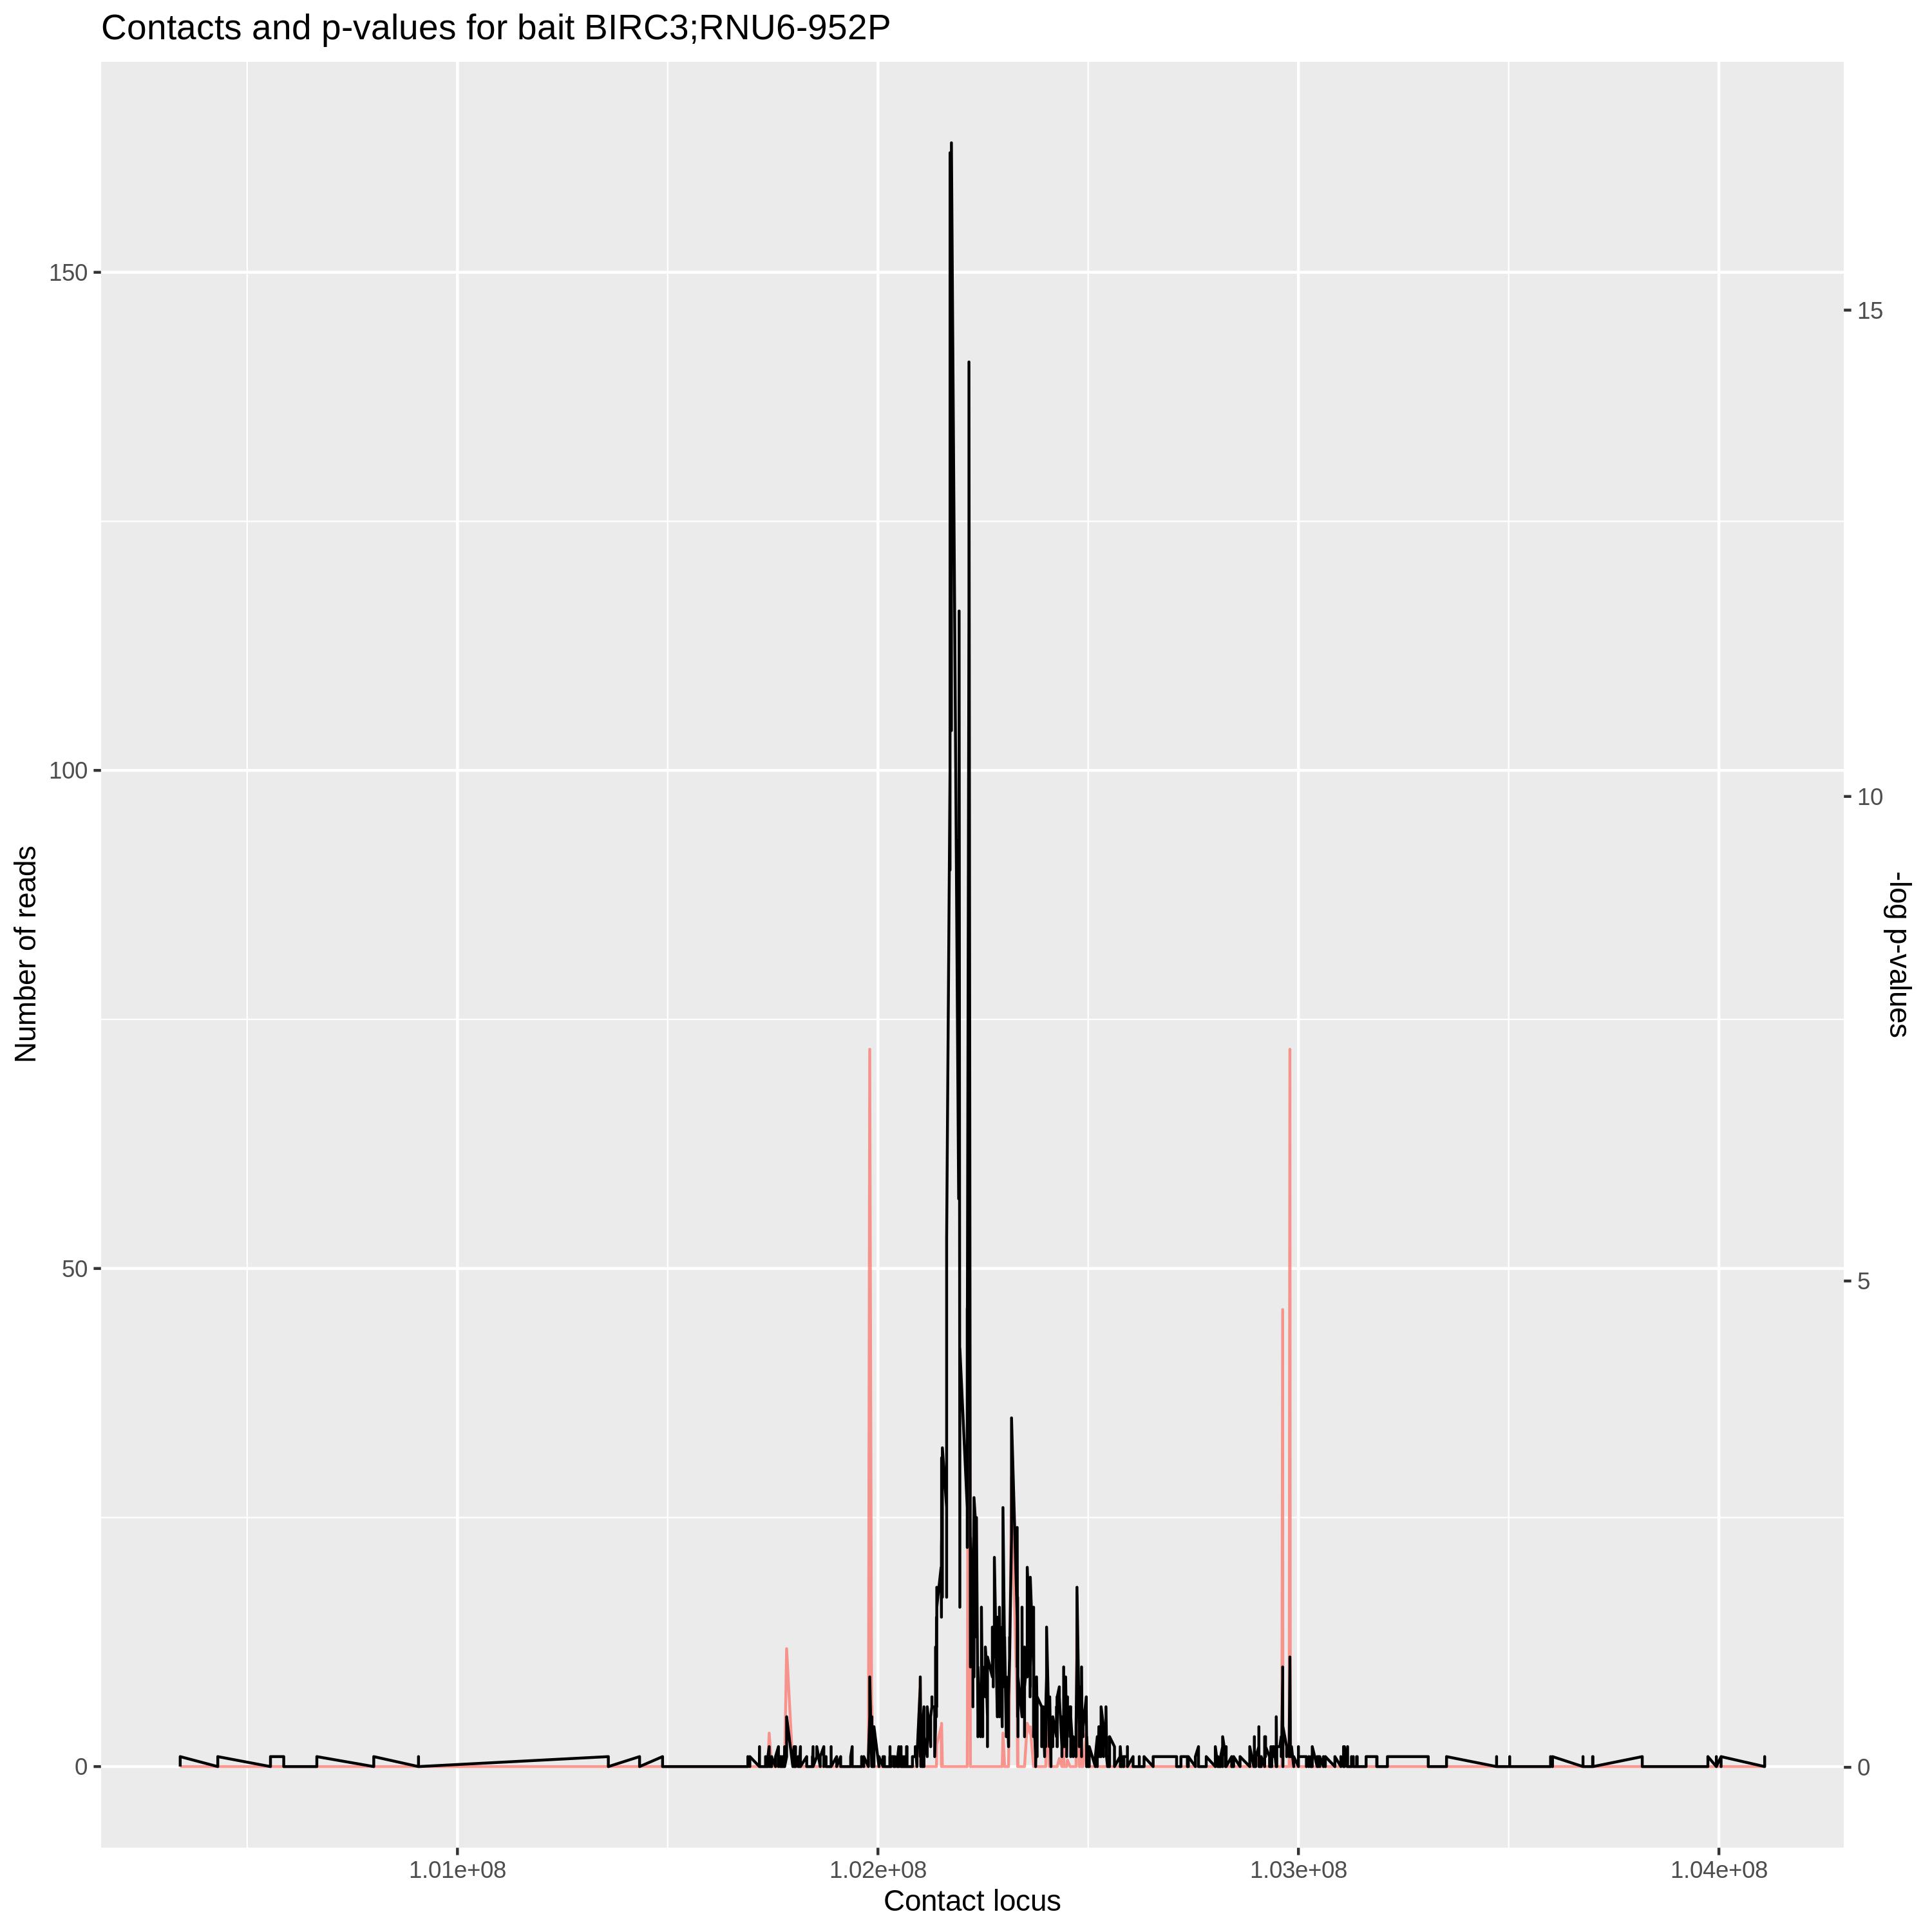 Contacts and p-values for bait BIRC3;RNU6-952P
150
100
50
0
Number of reads
15
10
5
0
-log p-values
1.01e+08
1.02e+08
1.03e+08
1.04e+08
Contact locus